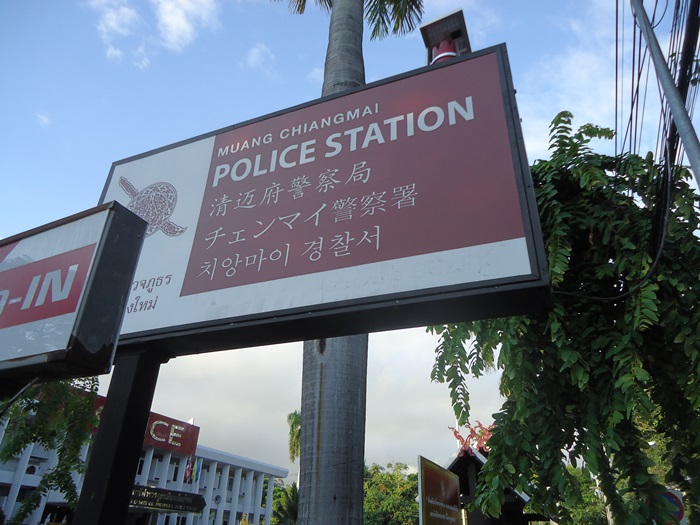 MUANG CHIANGMAI
POLICE STATION
清迈府警察局
チェンマイ警察署
치앙마이 경찰서
-IN
CE